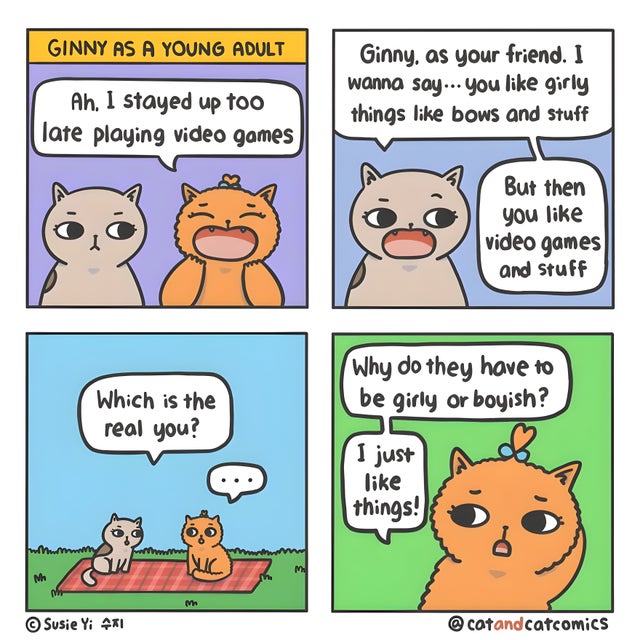 GINNY AS A YOUNG ADULT
Ah, I stayed up too
late playing video games
Ginny, as your friend. I
wanna say... you like girly
things like bows and stuff
But then
you like
video games
and stuff
Which is the
real you?
...
Why do they have to
be girly or boyish?
I just
like
things!
© Susie Yi 수지
@catandcatcomics